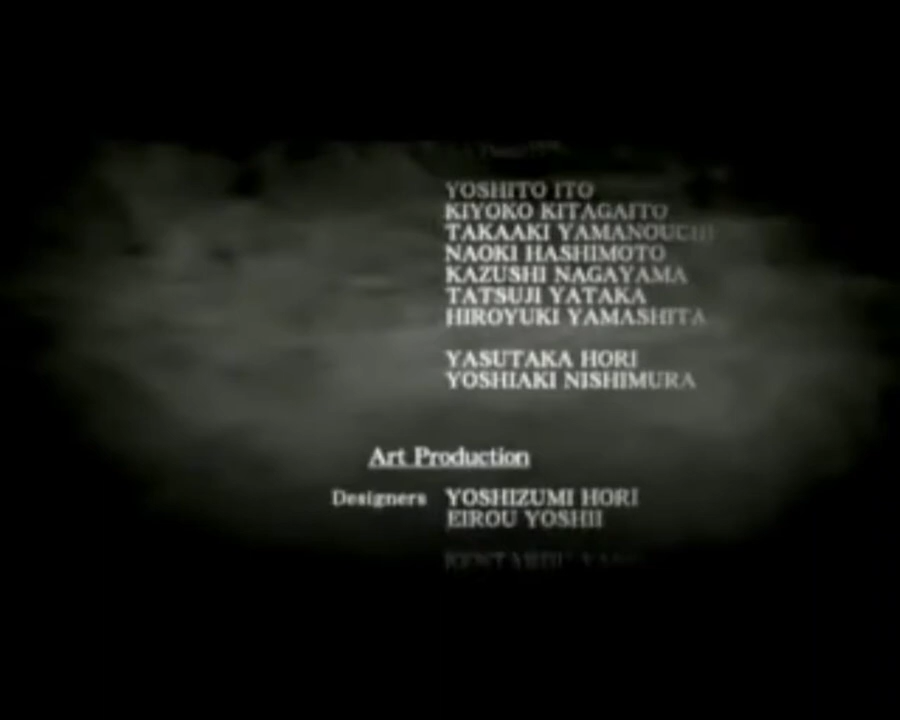 YOSHITO ITO
KIYOKO KITAGAITO
TAKAAKI YAMANOUCHI
NAOKI HASHIMOTO
KAZUSHI NAGAYAMA
TATSUJI YATAKA
HIROYUKI YAMASHITA
YASUTAKA HORI
YOSHIAKI NISHIMURA
Art Production
Designers YOSHIZUMI HORI
EIROU YOSHII